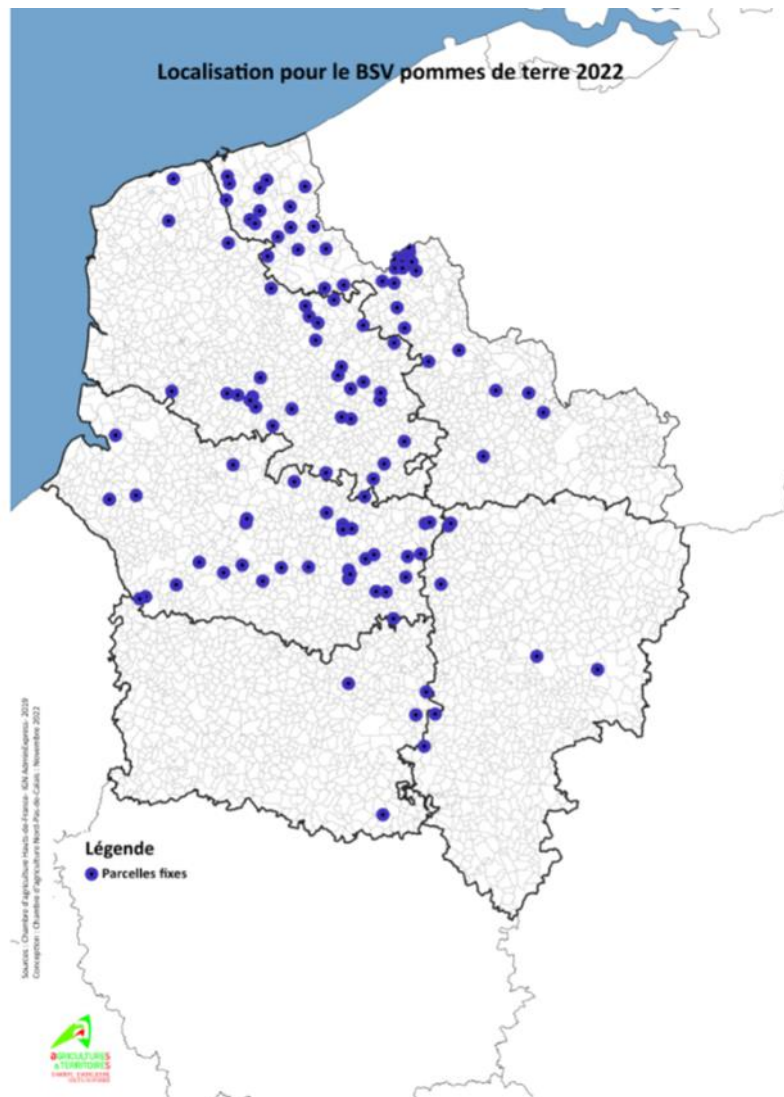 Localisation pour le BSV pommes de terre 2022
Légende
Parcelles fixes
Sources : Chambre d'agriculture Hauts-de-France- IGN AdminExpress- 2019
Conception : Chambre d'agriculture Nord-Pas-de-Calais : Novembre 2022
AGRICULTURES
& TERRITOIRES